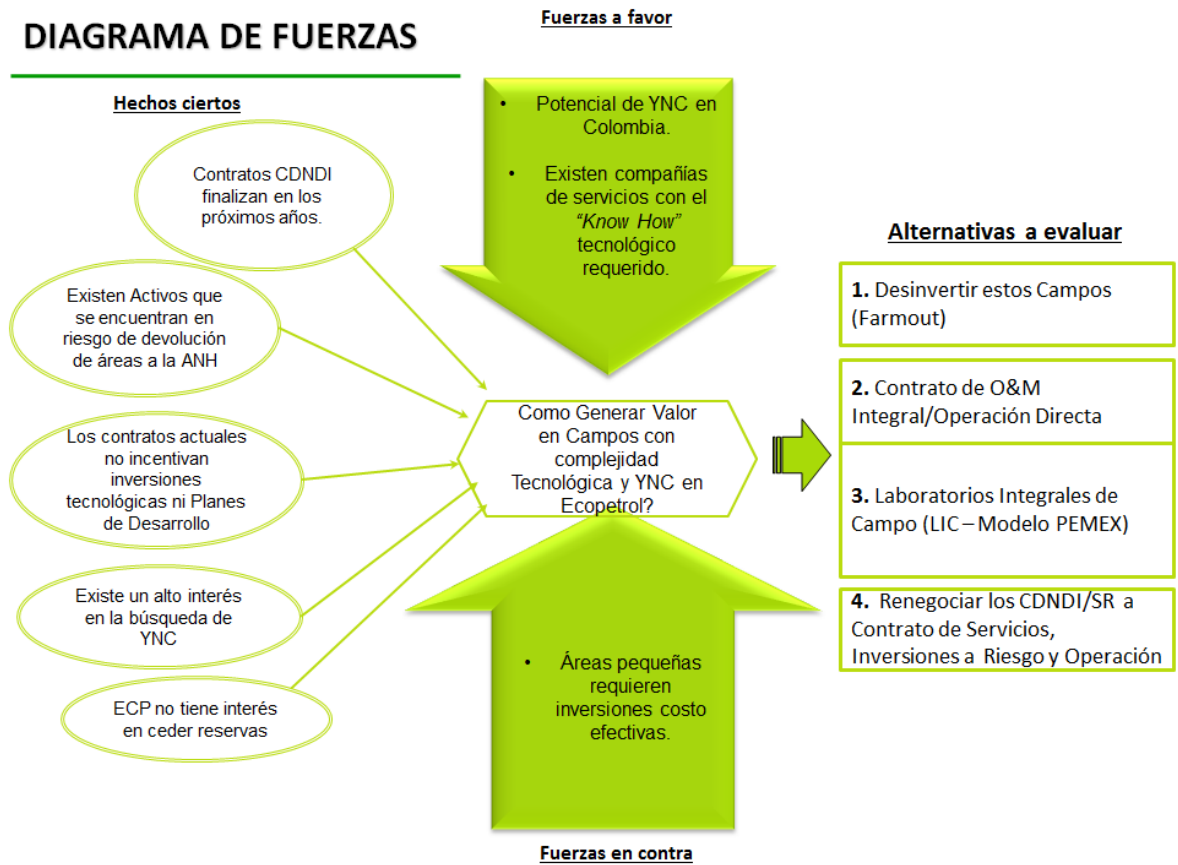 DIAGRAMA DE FUERZAS
Fuerzas a favor
Hechos ciertos
Contratos CDNDI
finalizan en los
próximos años.
Existen Activos que
se encuentran en
riesgo de devolución
de áreas a la ANH
Los contratos actuales
no incentivan
inversiones
tecnológicas ni Planes
de Desarrollo
Existe un alto interés
en la búsqueda de
YNC
ECP no tiene interés
en ceder reservas
• Potencial de YNC en
Colombia.
• Existen compañías
de servicios con el
“Know How”
tecnológico
requerido.
Como Generar Valor
en Campos con
complejidad
Tecnológica y YNC en
Ecopetrol?
• Áreas pequeñas
requieren
inversiones costo
efectivas.
Fuerzas en contra
Alternativas a evaluar
1. Desinvertir estos Campos
(Farmout)
2. Contrato de O&M
Integral/Operación Directa
3. Laboratorios Integrales de
Campo (LIC – Modelo PEMEX)
4. Renegociar los CDNDI/SR a
Contrato de Servicios,
Inversiones a Riesgo y Operación